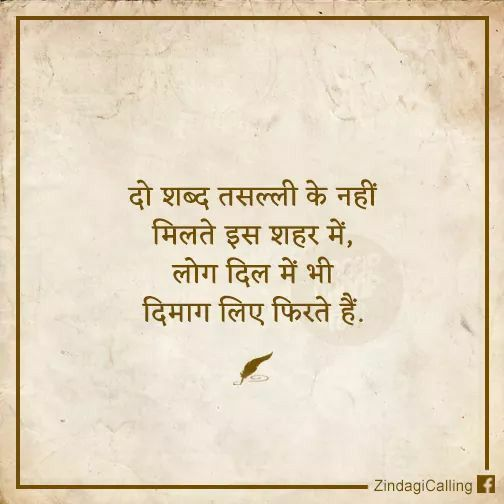 दो शब्द तसल्ली के नहीं
मिलते इस शहर में,
लोग दिल में भी
दिमाग लिए फिरते हैं.
ZindagiCalling f